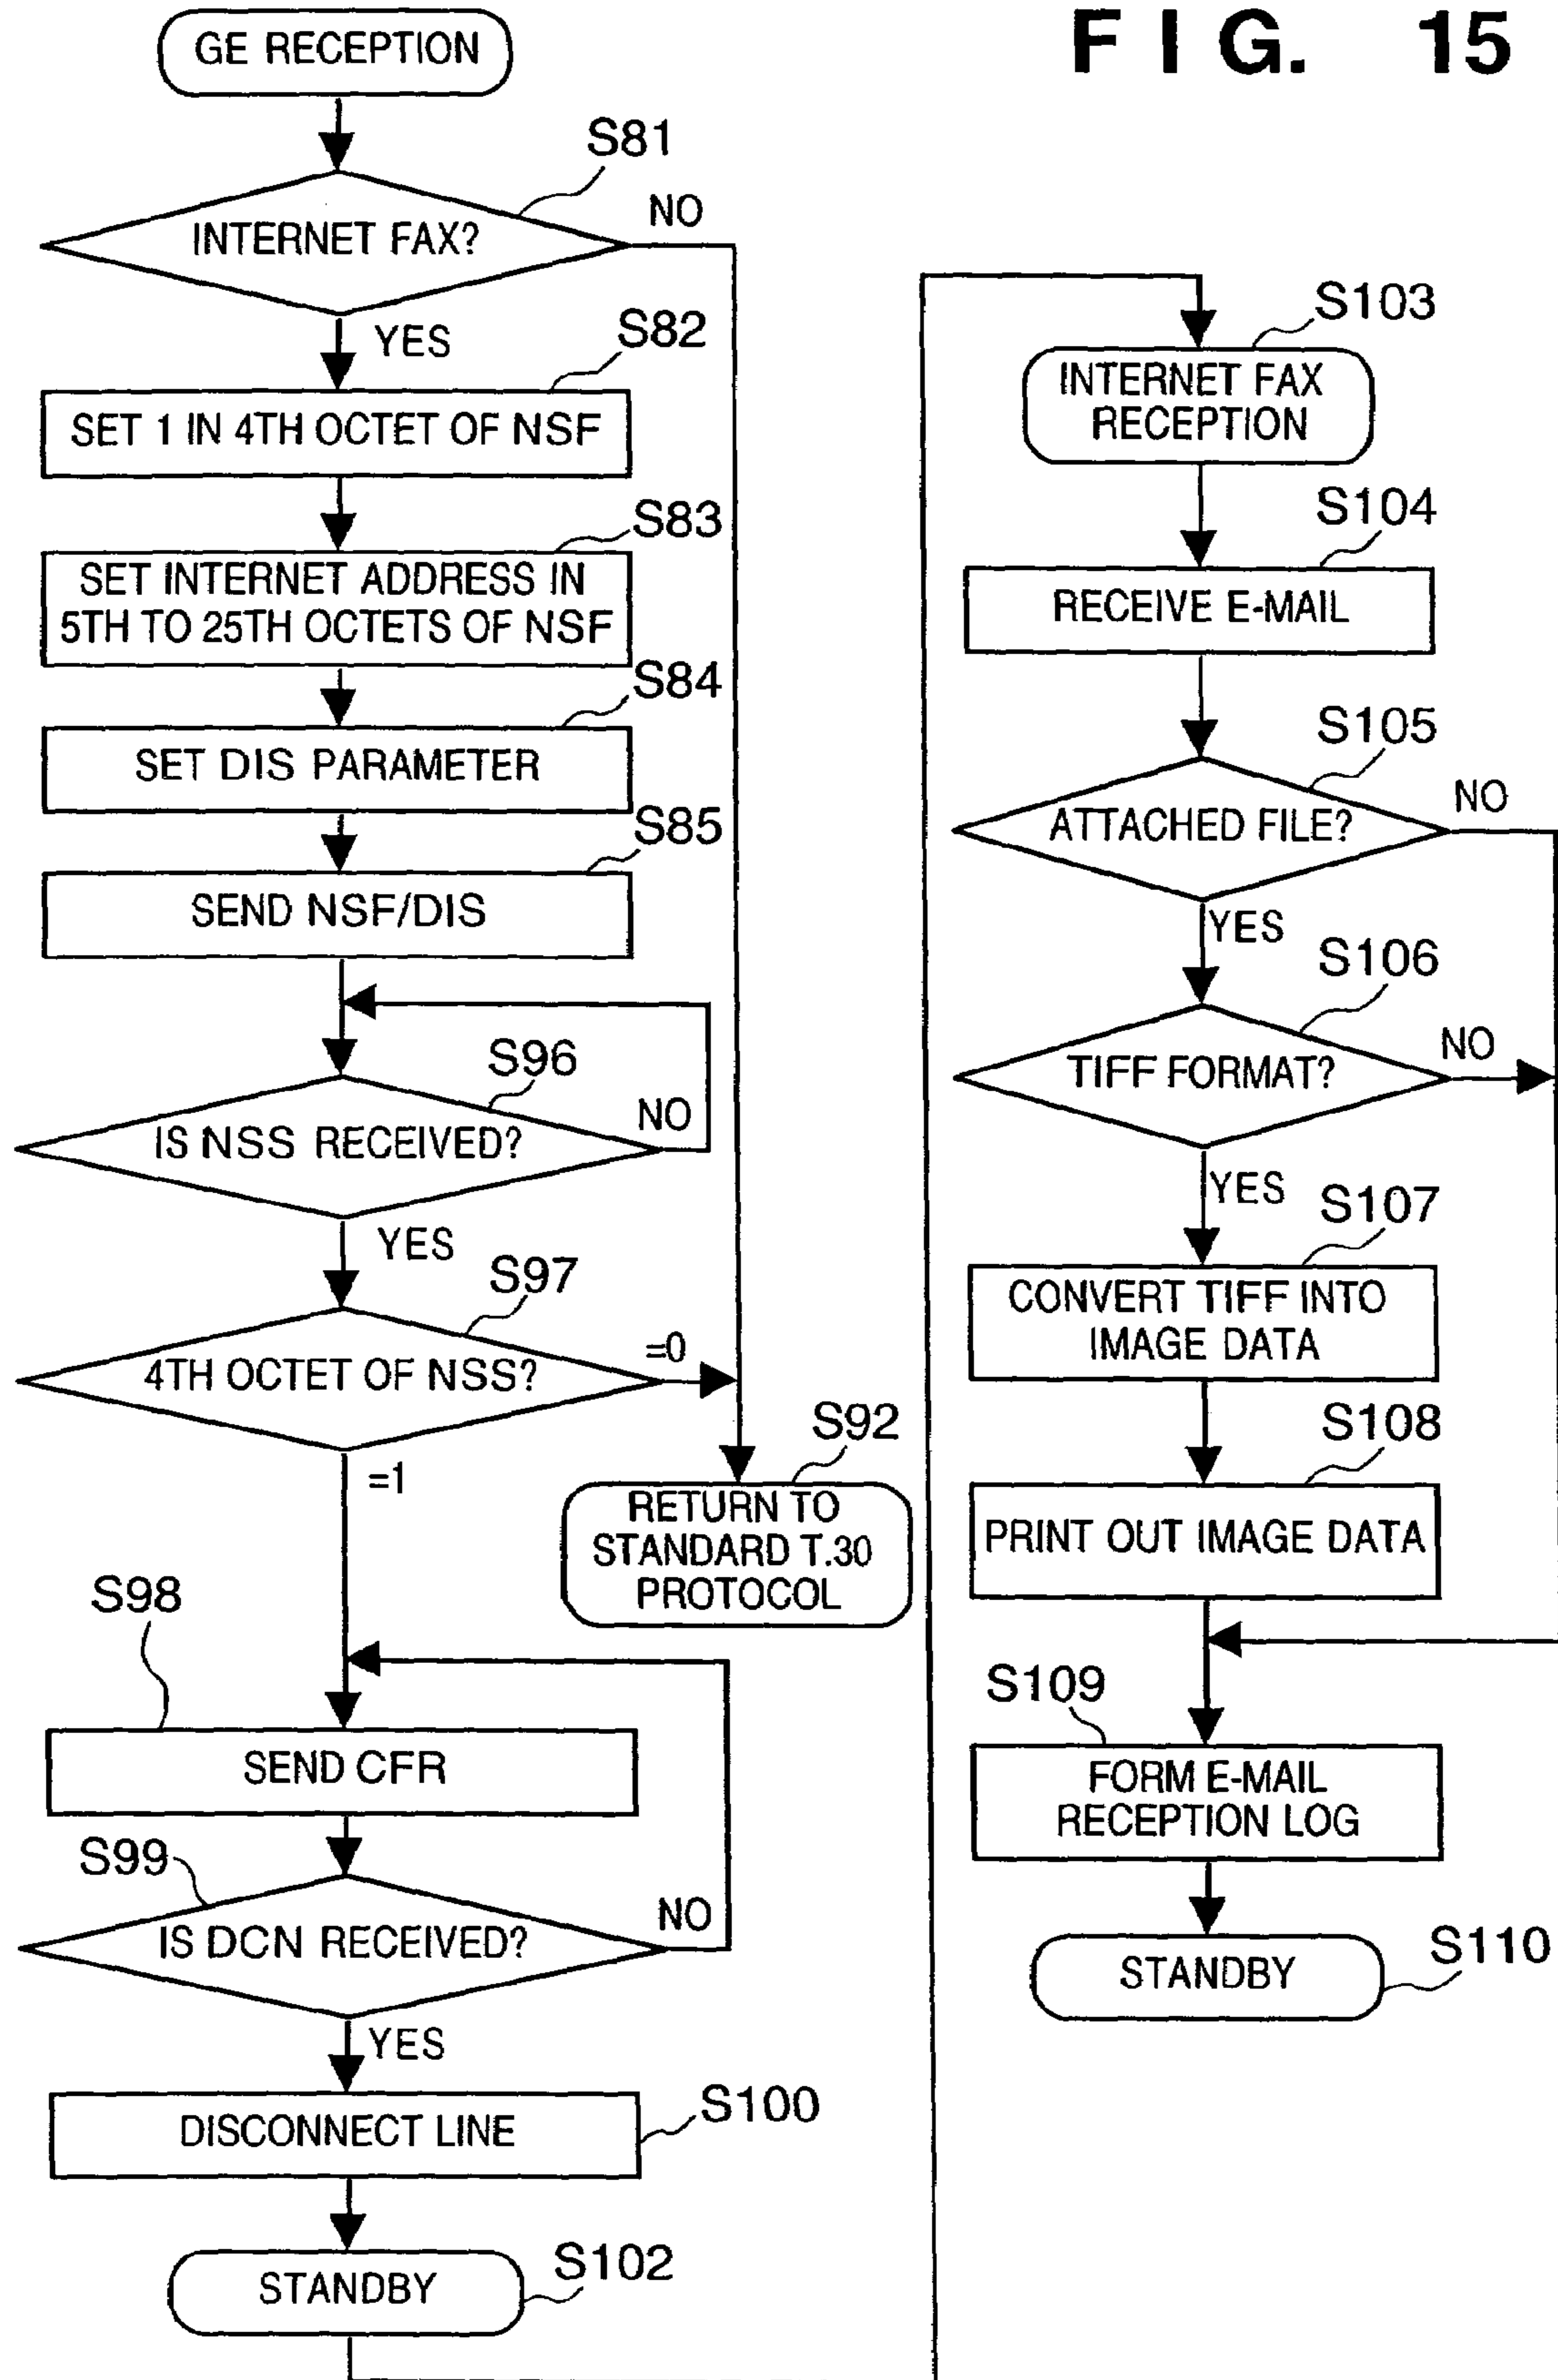 FIG. 15
GE RECEPTION
S81
INTERNET FAX?
NO
YES
S82
SET 1 IN 4TH OCTET OF NSF
S83
SET INTERNET ADDRESS IN
5TH TO 25TH OCTETS OF NSF
S84
SET DIS PARAMETER
S85
SEND NSF/DIS
S96
IS NSS RECEIVED?
NO
YES
S97
4TH OCTET OF NSS?
=0
=1
S92
RETURN TO
STANDARD T.30
PROTOCOL
S98
SEND CFR
S99
IS DCN RECEIVED?
NO
YES
S100
DISCONNECT LINE
S102
STANDBY
S103
INTERNET FAX
RECEPTION
S104
RECEIVE E-MAIL
S105
ATTACHED FILE?
NO
YES
S106
TIFF FORMAT?
NO
YES
S107
CONVERT TIFF INTO
IMAGE DATA
S108
PRINT OUT IMAGE DATA
S109
FORM E-MAIL
RECEPTION LOG
S110
STANDBY